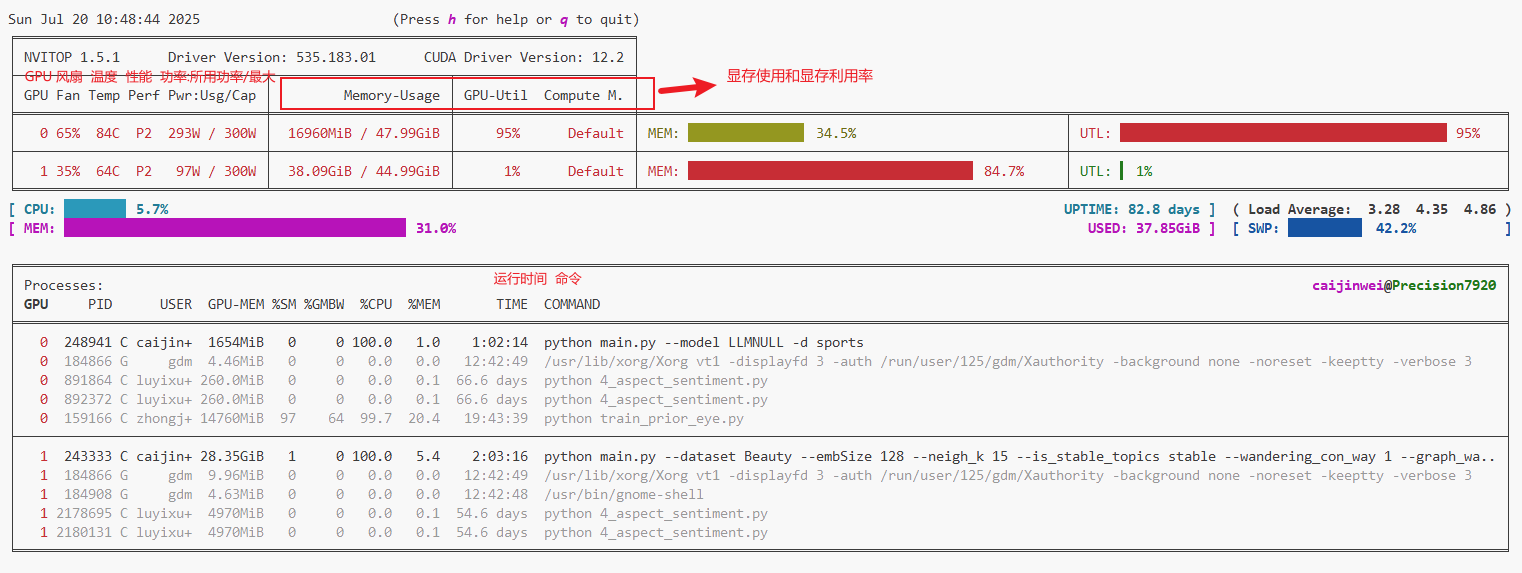 Sun Jul 20 10:48:44 2025 (Press h for help or q to quit)
NVITOP 1.5.1 Driver Version: 535.183.01 CUDA Driver Version: 12.2
GPU 风扇 温度 性能 功率:所用功率/最大
显存使用和显存利用率
GPU Fan Temp Perf Pwr:Usg/Cap Memory-Usage GPU-Util Compute M.
0 65% 84C P2 293W / 300W 16960MiB / 47.99GiB 95% Default MEM: 34.5% UTL: 95%
1 35% 64C P2 97W / 300W 38.09GiB / 44.99GiB 1% Default MEM: 84.7% UTL: 1%
[ CPU: 5.7% UPTIME: 82.8 days ] ( Load Average: 3.28 4.35 4.86 )
[ MEM: 31.0% USED: 37.85GiB ] [ SWP: 42.2% ]
运行时间 命令
Processes: caijinwei@Precision7920
GPU PID USER GPU-MEM %SM %GMBW %CPU %MEM TIME COMMAND
0 248941 C caijin+ 1654MiB 0 0 100.0 1.0 1:02:14 python main.py --model LLMNULL -d sports
0 184866 G gdm 4.46MiB 0 0 0.0 0.0 12:42:49 /usr/lib/xorg/Xorg vt1 -displayfd 3 -auth /run/user/125/gdm/Xauthority -background none -noreset -keeptty -verbose 3
0 891864 C luyixu+ 260.0MiB 0 0 0.0 0.1 66.6 days python 4_aspect_sentiment.py
0 892372 C luyixu+ 260.0MiB 0 0 0.0 0.1 66.6 days python 4_aspect_sentiment.py
0 159166 C zhongj+ 14760MiB 97 64 99.7 20.4 19:43:39 python train_prior_eye.py
1 243333 C caijin+ 28.35GiB 1 0 100.0 5.4 2:03:16 python main.py --dataset Beauty --embSize 128 --neigh_k 15 --is_stable_topics stable --wandering_con_way 1 --graph_wa..
1 184866 G gdm 9.96MiB 0 0 0.0 0.0 12:42:49 /usr/lib/xorg/Xorg vt1 -displayfd 3 -auth /run/user/125/gdm/Xauthority -background none -noreset -keeptty -verbose 3
1 184908 G gdm 4.63MiB 0 0 0.0 0.0 12:42:48 /usr/bin/gnome-shell
1 2178695 C luyixu+ 4970MiB 0 0 0.0 0.1 54.6 days python 4_aspect_sentiment.py
1 2180131 C luyixu+ 4970MiB 0 0 0.0 0.1 54.6 days python 4_aspect_sentiment.py